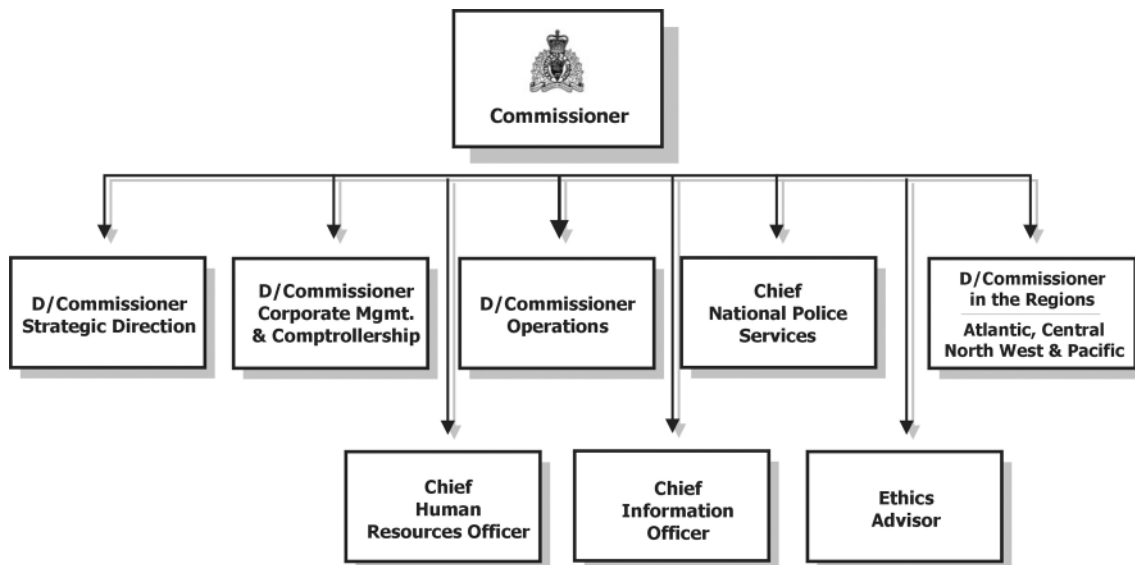 Commissioner
D/Commissioner
Strategic Direction
D/Commissioner
Corporate Mgmt.
& Comptrollership
D/Commissioner
Operations
Chief
National Police
Services
D/Commissioner
in the Regions
Atlantic, Central
North West & Pacific
Chief
Human
Resources Officer
Chief
Information
Officer
Ethics
Advisor